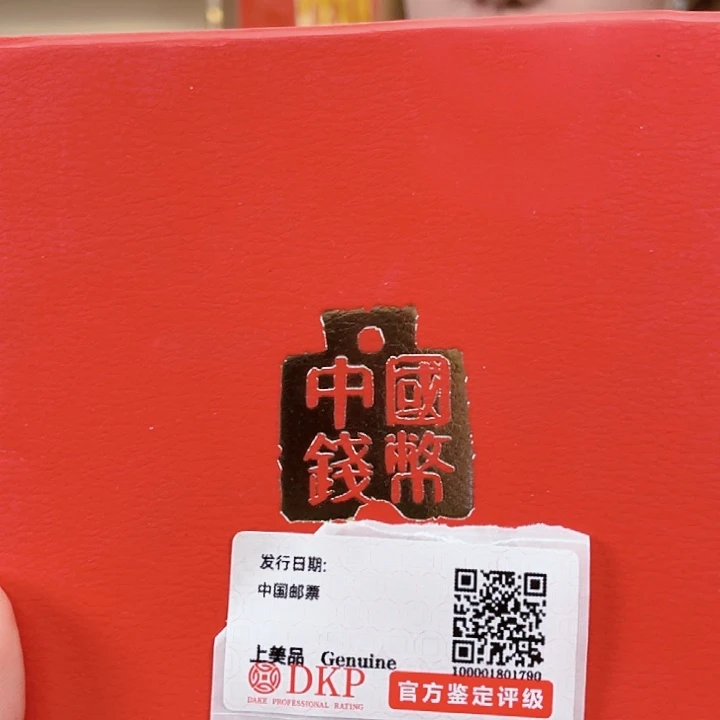 中國
錢幣
发行日期:
中国邮票
上美品 Genuine
100001801790
DKP
DAKE PROFESSIONAL RATING
官方鉴定评级